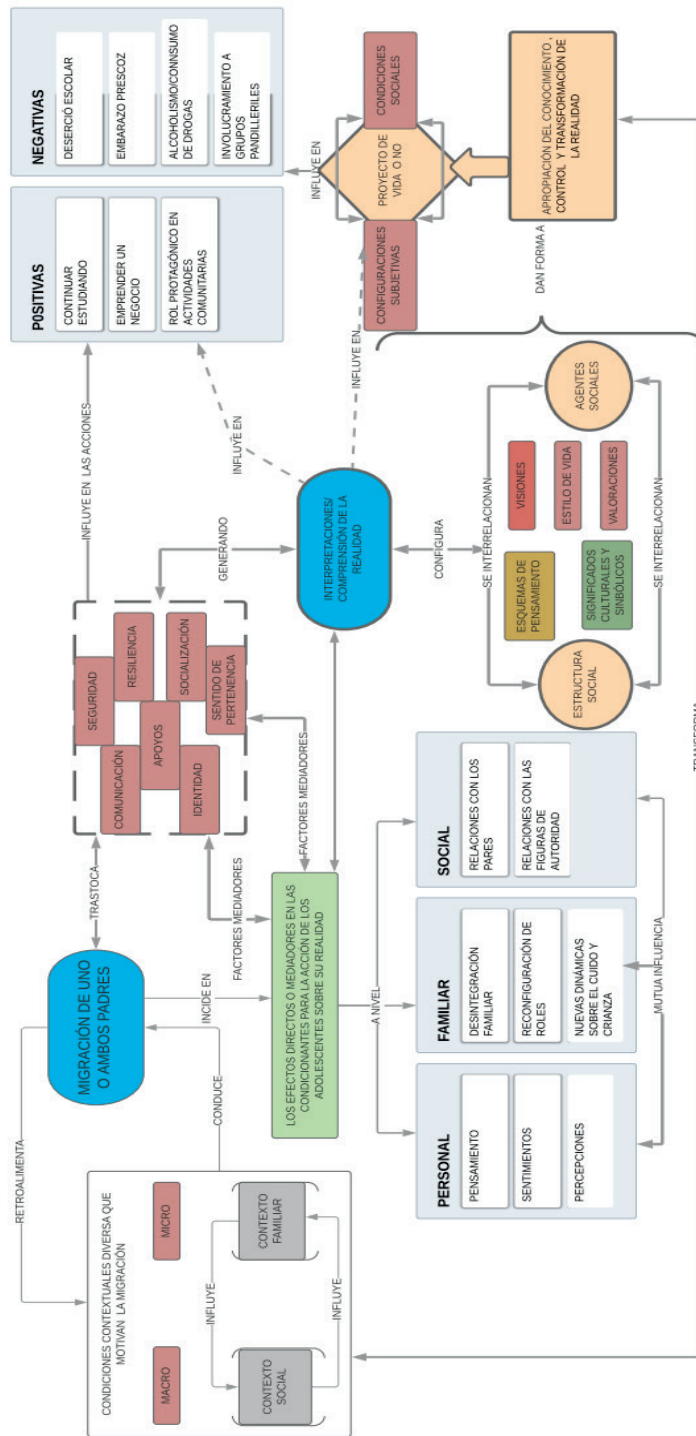 CONDICIONES CONTEXTUALES DIVERSA QUE
MOTIVAN LA MIGRACIÓN
MACRO
MICRO
CONTEXTO
SOCIAL
CONTEXTO
FAMILIAR
INFLUYE
INFLUYE
RETROALIMENTA
CONDUCE
MIGRACIÓN DE UNO
O AMBOS PADRES
TRASTOCA
INCIDE EN
COMUNICACIÓN
SEGURIDAD
APOYOS
RESILIENCIA
IDENTIDAD
SOCIALIZACIÓN
SENTIDO DE
PERTENENCIA
INFLUYE EN LAS ACCIONES
FACTORES MEDIADORES
FACTORES MEDIADORES
GENERANDO
LOS EFECTOS DIRECTOS O MEDIADORES EN LAS
CONDICIONANTES PARA LA ACCIÓN DE LOS
ADOLESCENTES SOBRE SU REALIDAD
A NIVEL
PERSONAL
PENSAMIENTO
SENTIMIENTOS
PERCEPCIONES
FAMILIAR
DESINTEGRACIÓN
FAMILIAR
RECONFIGURACIÓN DE
ROLES
NUEVAS DINÁMICAS
SOBRE EL CUIDO Y
CRIANZA
SOCIAL
RELACIONES CON LOS
PARES
RELACIONES CON LAS
FIGURAS DE
AUTORIDAD
MUTUA INFLUENCIA
INTERPRETACIONES/
COMPRENSIÓN DE LA
REALIDAD
INFLUYE EN
INFLUYE EN
CONFIGURA
SE INTERRELACIONAN
ESTRUCTURA
SOCIAL
ESQUEMAS DE
PENSAMIENTO
VISIONES
ESTILO DE VIDA
SIGNIFICADOS
CULTURALES Y
SINBÓLICOS
VALORACIONES
AGENTES
SOCIALES
SE INTERRELACIONAN
P0SITIVAS
CONTINUAR
ESTUDIANDO
EMPRENDER UN
NEGOCIO
ROL PROTAGÓNICO EN
ACTIVIDADES
COMUNITARIAS
NEGATIVAS
DESERCIÓ ESCOLAR
EMBARAZO PRESCOZ
ALCOHOLISMO/CONNSUMO
DE DROGAS
INVOLUCRAMIENTO A
GRUPOS
PANDILLERILES
INFLUYE EN
CONFIGURACIONES
SUBJETIVAS
PROYECTO DE
VIDA O NO
CONDICIONES
SOCIALES
DAN FORMA A
APROPIACIÓN DEL CONOCIMIENTO ,
CONTROL Y TRANSFORMACIÓN DE
LA REALIDAD